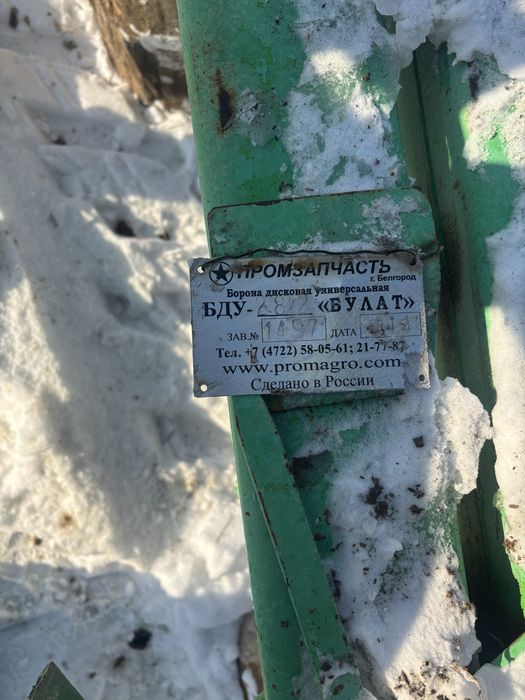 ПРОМЗАПЧАСТЬ
г. Белгород
Борона дисковая универсальная
БДУ- «БУЛАТ»
ЗАВ.№ 1497 ДАТА
Тел. +7 (4722) 58-05-61; 21-77-87
www.promagro.com
Сделано в России